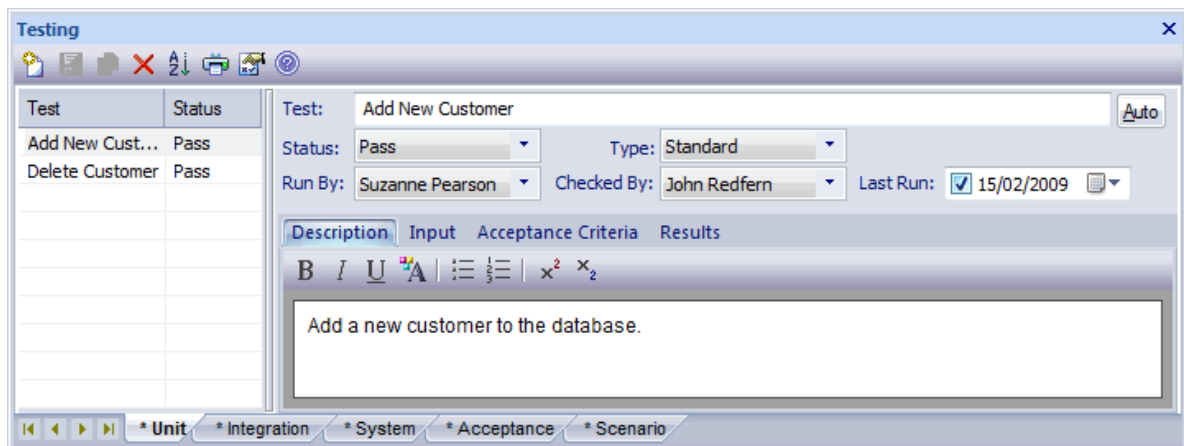 Testing
Test Status
Add New Cust... Pass
Delete Customer Pass
Test: Add New Customer Auto
Status: Pass Type: Standard
Run By: Suzanne Pearson Checked By: John Redfern Last Run: 15/02/2009
Description Input Acceptance Criteria Results
B I U A x² x₂
Add a new customer to the database.
* Unit * Integration * System * Acceptance * Scenario